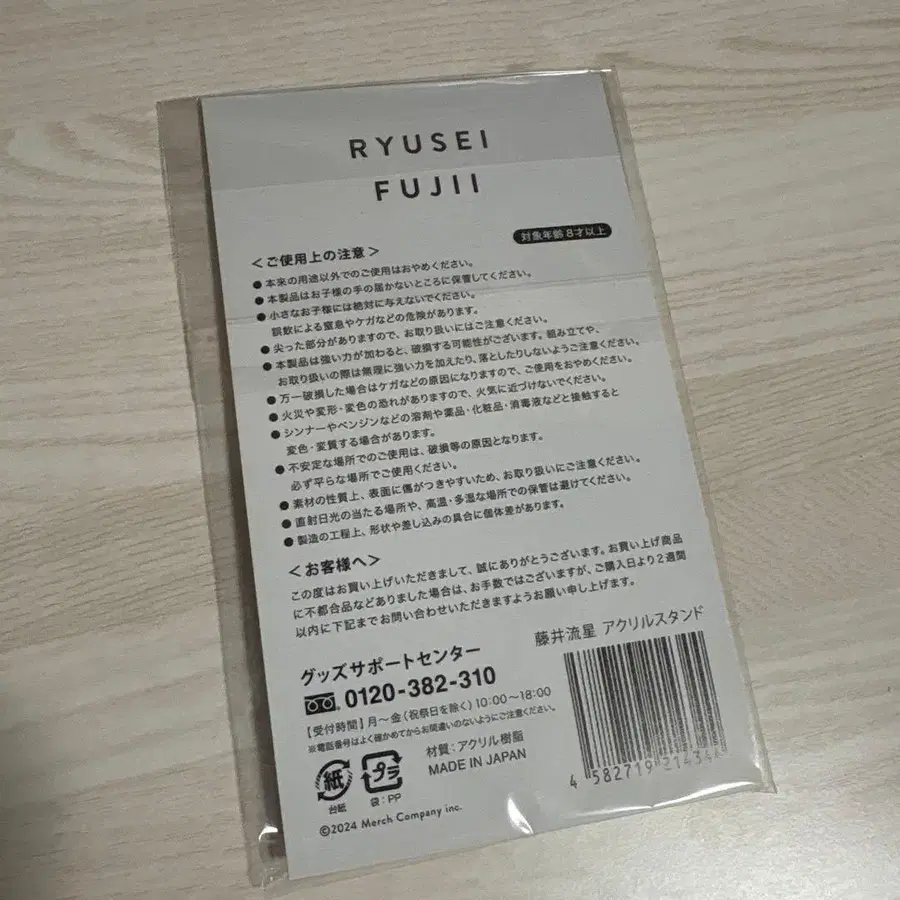 RYUSEI
FUJII
対象年齢 8才以上
＜ご使用上の注意＞
●本来の用途以外でのご使用はおやめください。
●本製品はお子様の手の届かないところに保管してください。
●小さなお子様には絶対に与えないでください。
誤飲による窒息やケガなどの危険があります。
●尖った部分がありますので、お取り扱いにはご注意ください。
●本製品は強い力が加わると、破損する可能性がございます。組み立てや、
お取り扱いの際は無理に強い力を加えたり、落としたりしないようご注意ください。
●万一破損した場合はケガなどの原因になりますので、ご使用をおやめください。
●火災や変形・変色の恐れがありますので、火気に近づけないでください。
●シンナーやベンジンなどの溶剤や薬品・化粧品・消毒液などと接触すると
変色・変質する場合があります。
●不安定な場所でのご使用は、破損等の原因となります。
必ず平らな場所でご使用ください。
●素材の性質上、表面に傷がつきやすいため、お取り扱いにご注意ください。
●直射日光の当たる場所や、高温・多湿な場所での保管は避けてください。
●製造の工程上、形状や差し込みの具合に個体差があります。
＜お客様へ＞
この度はお買い上げいただきまして、誠にありがとうございます。お買い上げ商品
に不都合品などありました場合は、お手数ではございますが、ご購入日より2週間
以内に下記までお問い合わせいただきますようお願い申し上げます。
藤井流星 アクリルスタンド
グッズサポートセンター
0120-382-310
【受付時間】月～金（祝祭日を除く）10:00～18:00
※電話番号はよく確かめてからお間違いのないようにご注意ください。
紙
台紙
プラ
袋：PP
材質：アクリル樹脂
MADE IN JAPAN
4 582719
©2024 Merch Company inc.